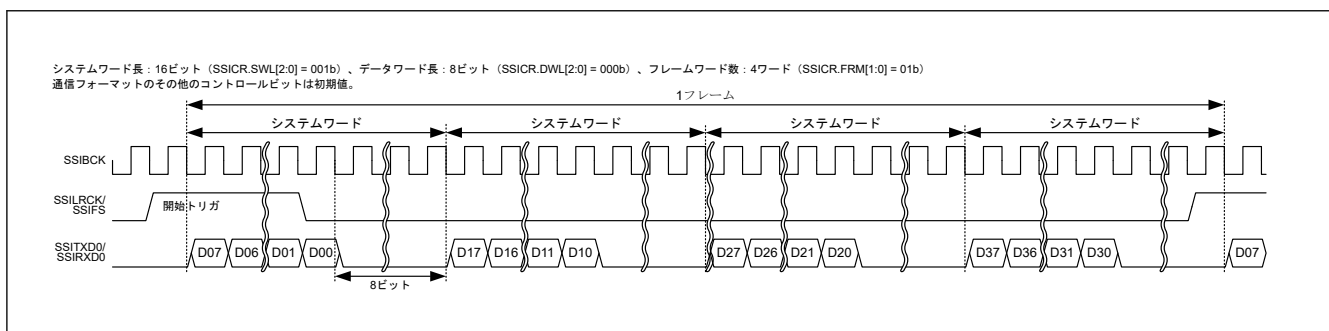 システムワード長：16ビット（SSICR.SWL[2:0] = 001b）、データワード長：8ビット（SSICR.DWL[2:0] = 000b）、フレームワード数：4ワード（SSICR.FRM[1:0] = 01b）
通信フォーマットのその他のコントロールビットは初期値。
1フレーム
システムワード システムワード システムワード システムワード
SSIBCK
SSILRCK/
SSIFS
開始トリガ
SSITXD0/
SSIRXD0
D07 D06 D01 D00 D17 D16 D11 D10 D27 D26 D21 D20 D37 D36 D31 D30 D07
8ビット